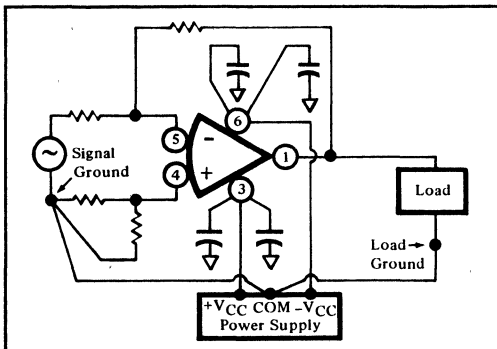 6
5
−
Signal
Ground
4
+
1
3
Load
Load
Ground
+VCC COM −VCC
Power Supply